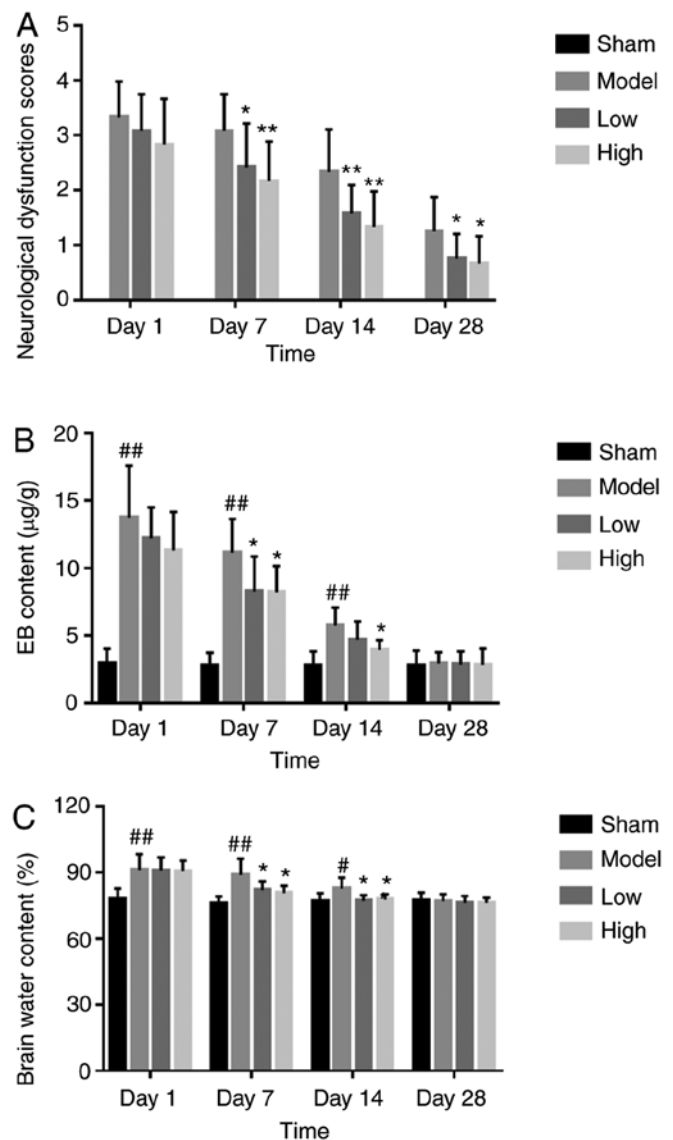 A
Neurological dysfunction scores
5
4
3
2
1
0
* ** ** ** * *
Day 1 Day 7 Day 14 Day 28
Time
Sham
Model
Low
High
B
EB content (μg/g)
20
15
10
5
0
## ## * * ## *
Day 1 Day 7 Day 14 Day 28
Time
Sham
Model
Low
High
C
Brain water content (%)
120
90
60
30
0
## ## * * # * *
Day 1 Day 7 Day 14 Day 28
Time
Sham
Model
Low
High